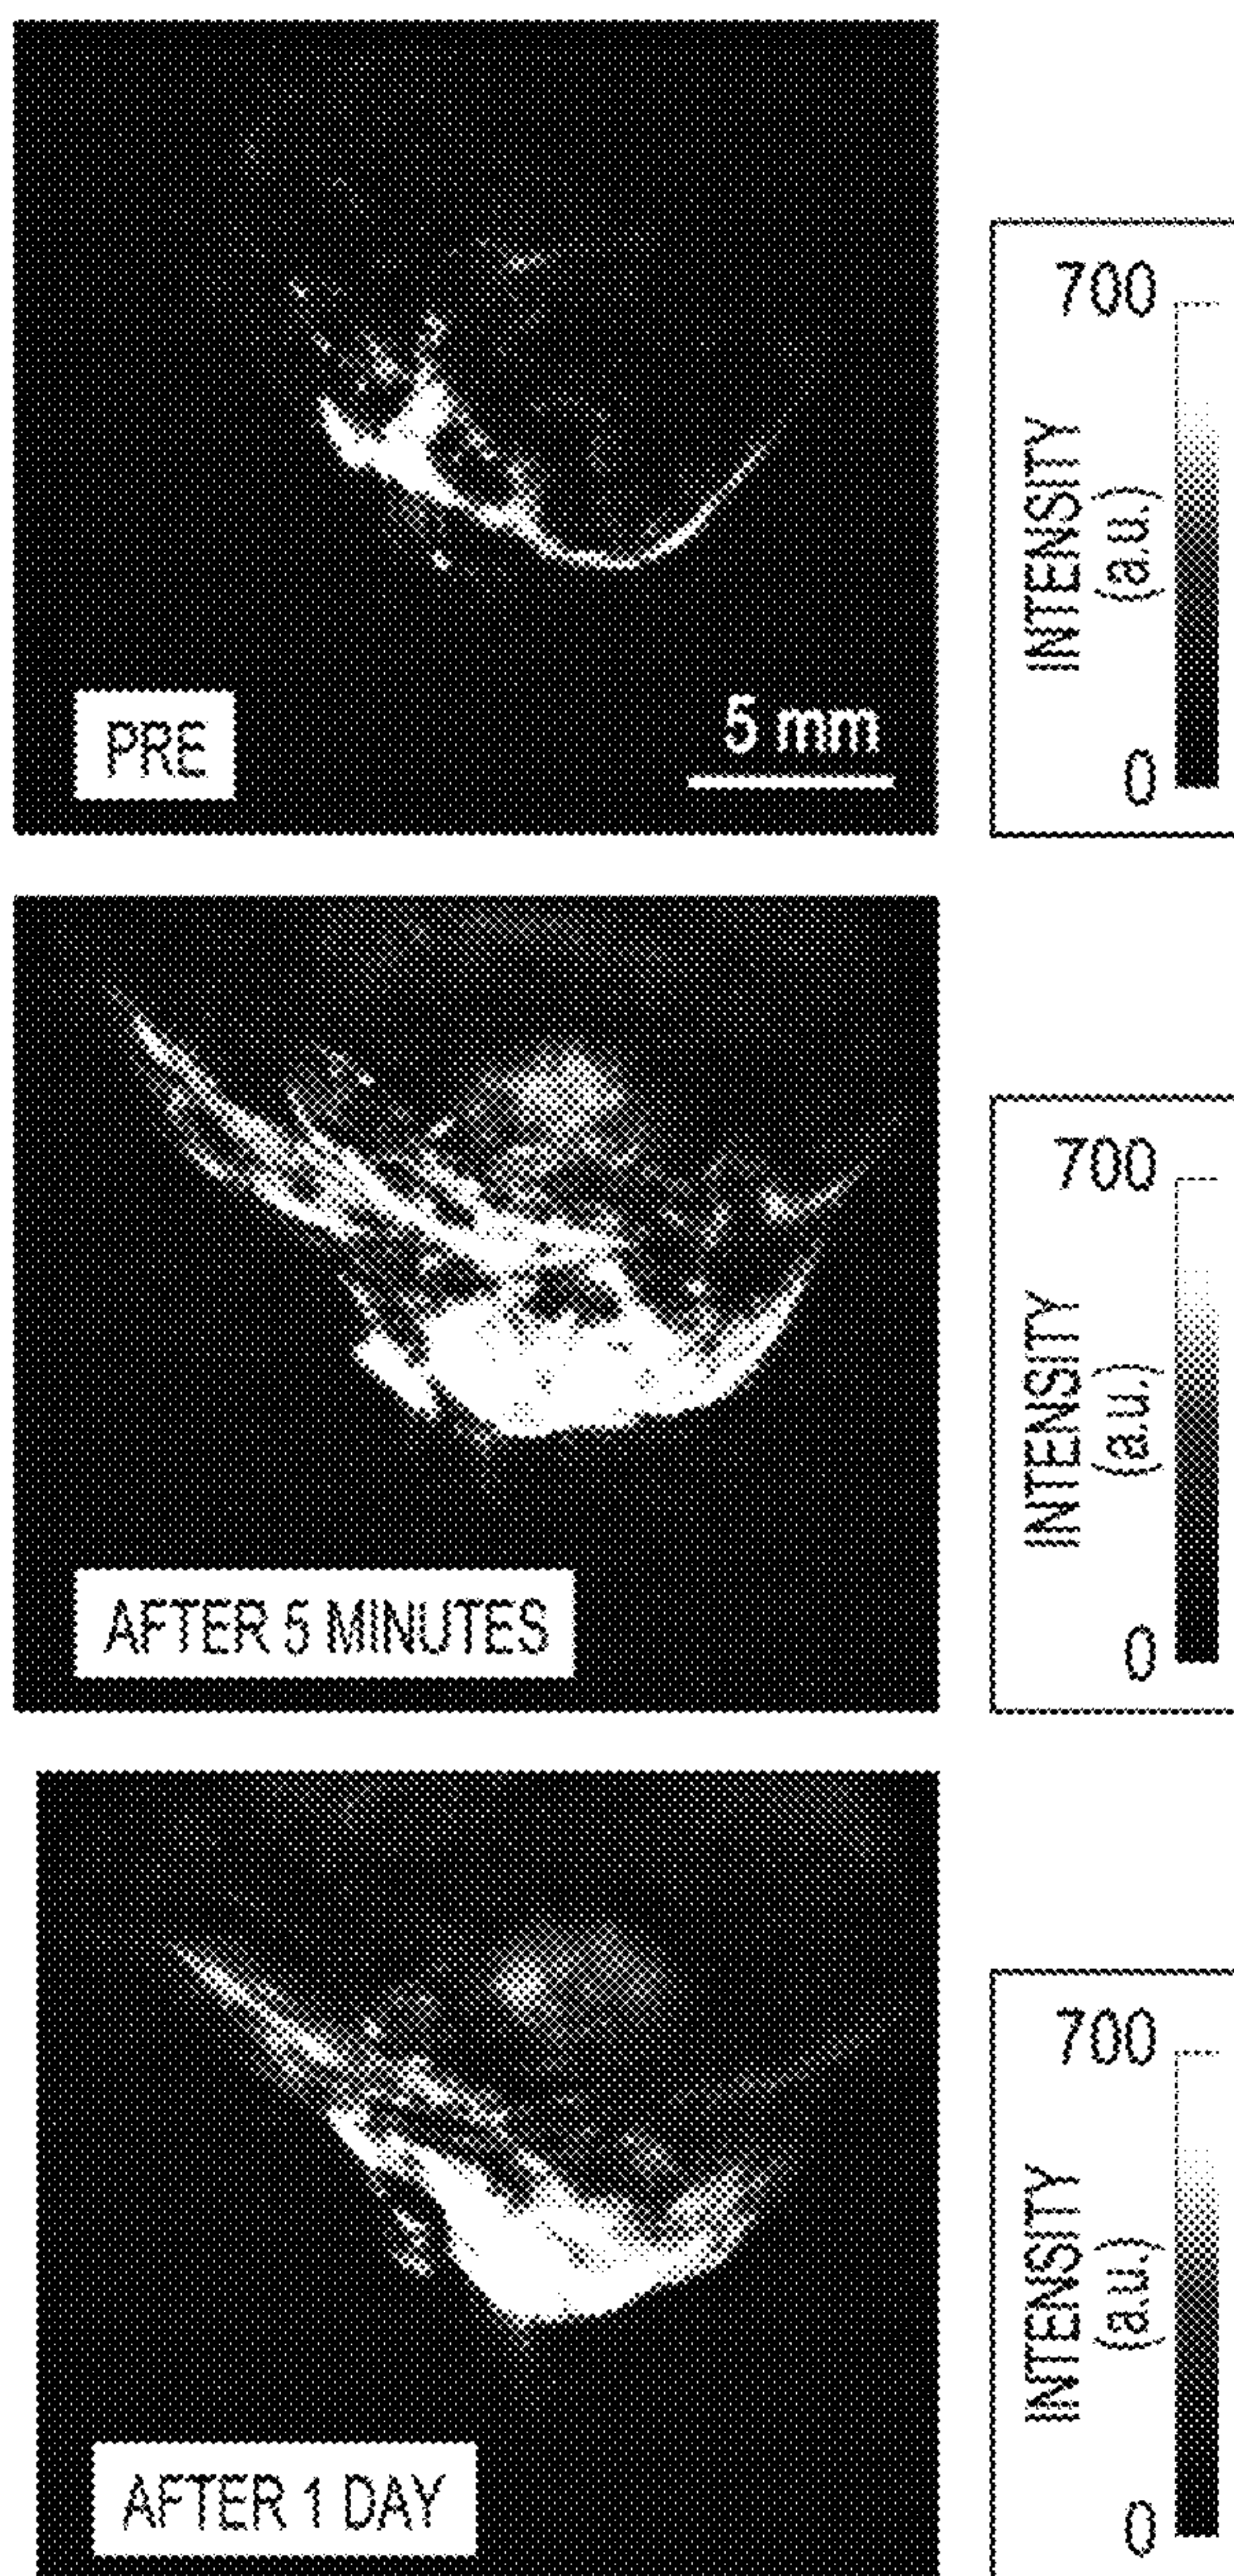 PRE
5 mm
700
INTENSITY
(a.u.)
0
AFTER 5 MINUTES
700
INTENSITY
(a.u.)
0
AFTER 1 DAY
700
INTENSITY
(a.u.)
0